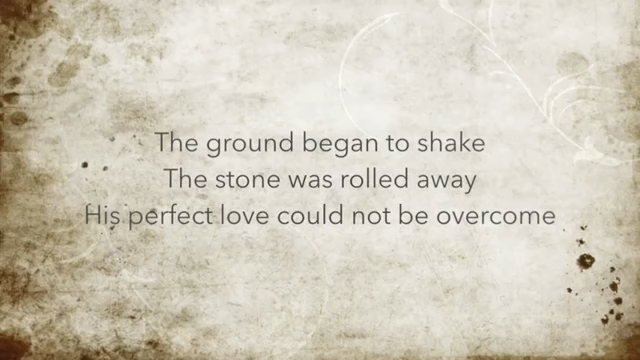 The ground began to shake
The stone was rolled away
His perfect love could not be overcome